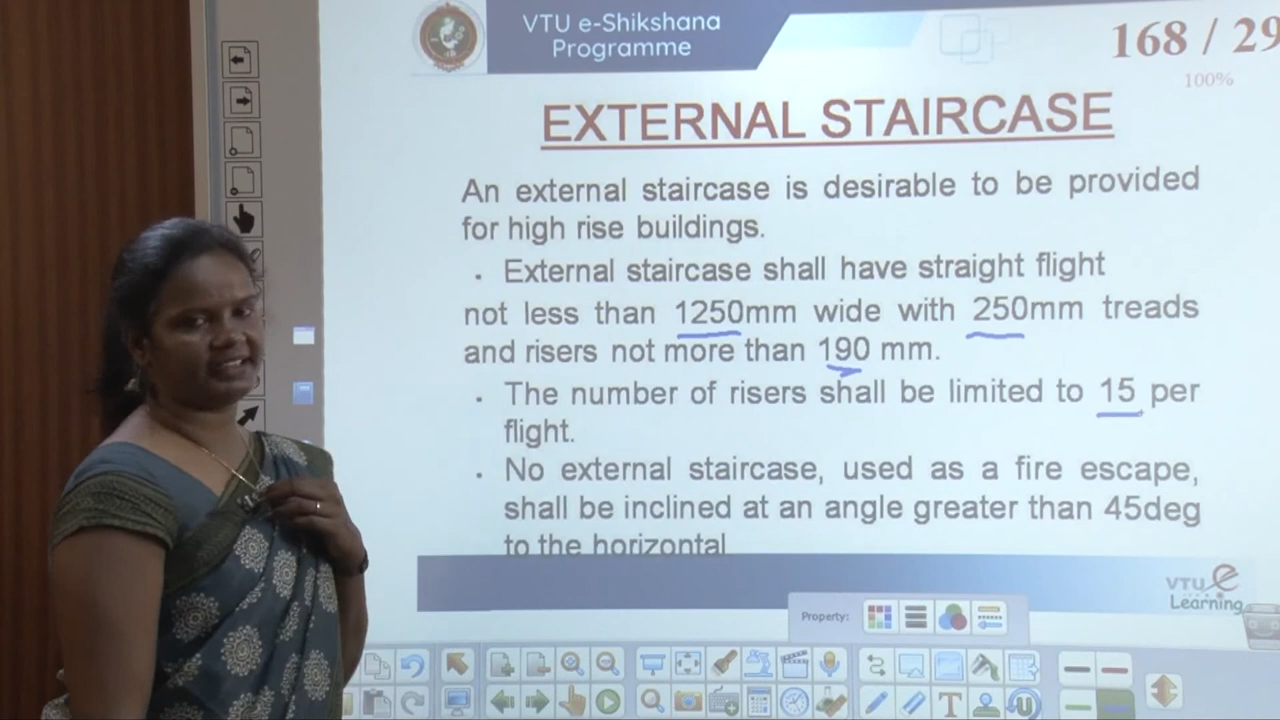 VTU e-Shikshana
Programme
168 / 29
100%
EXTERNAL STAIRCASE
An external staircase is desirable to be provided
for high rise buildings.
· External staircase shall have straight flight
not less than 1250mm wide with 250mm treads
and risers not more than 190 mm.
· The number of risers shall be limited to 15 per
flight.
· No external staircase, used as a fire escape,
shall be inclined at an angle greater than 45deg
to the horizontal
VTU e
Learning
Property:
T